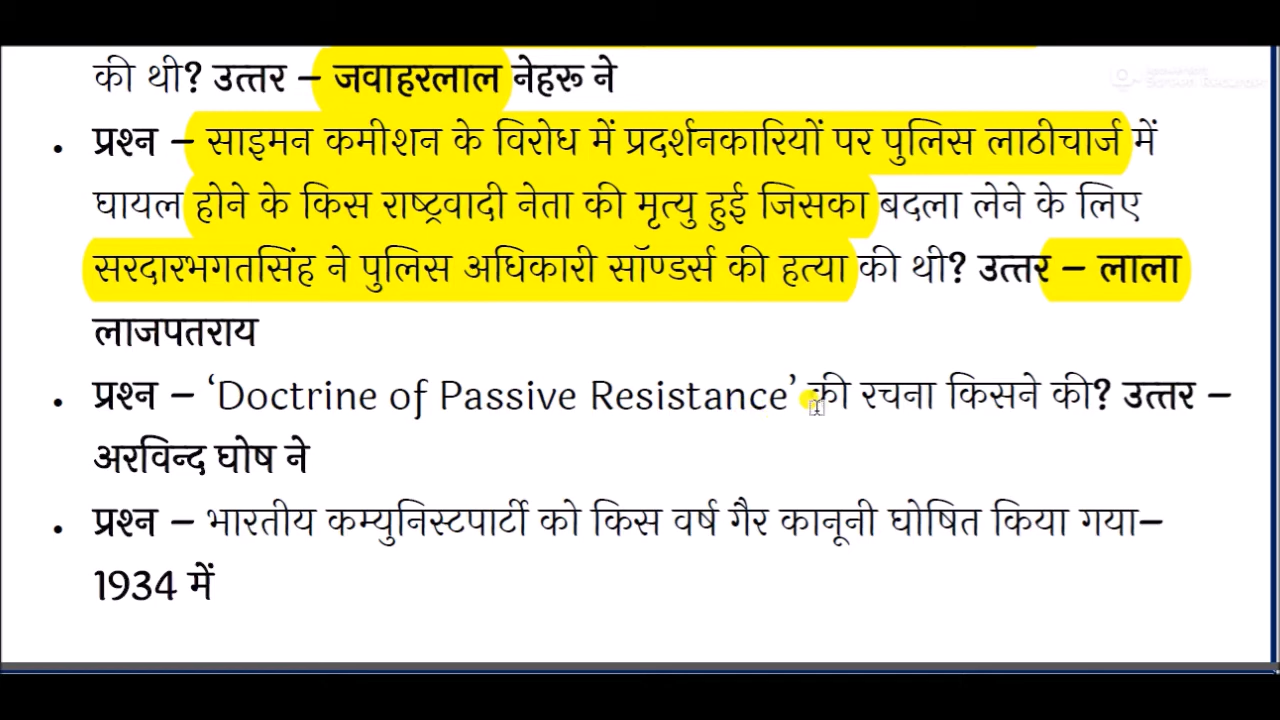 की थी? उत्तर – जवाहरलाल नेहरू ने
• प्रश्न – साइमन कमीशन के विरोध में प्रदर्शनकारियों पर पुलिस लाठीचार्ज में
घायल होने के किस राष्ट्रवादी नेता की मृत्यु हुई जिसका बदला लेने के लिए
सरदारभगतसिंह ने पुलिस अधिकारी सॉण्डर्स की हत्या की थी? उत्तर – लाला
लाजपतराय
• प्रश्न – ‘Doctrine of Passive Resistance’ की रचना किसने की? उत्तर –
अरविन्द घोष ने
• प्रश्न – भारतीय कम्युनिस्टपार्टी को किस वर्ष गैर कानूनी घोषित किया गया–
1934 में
Screen Recorder